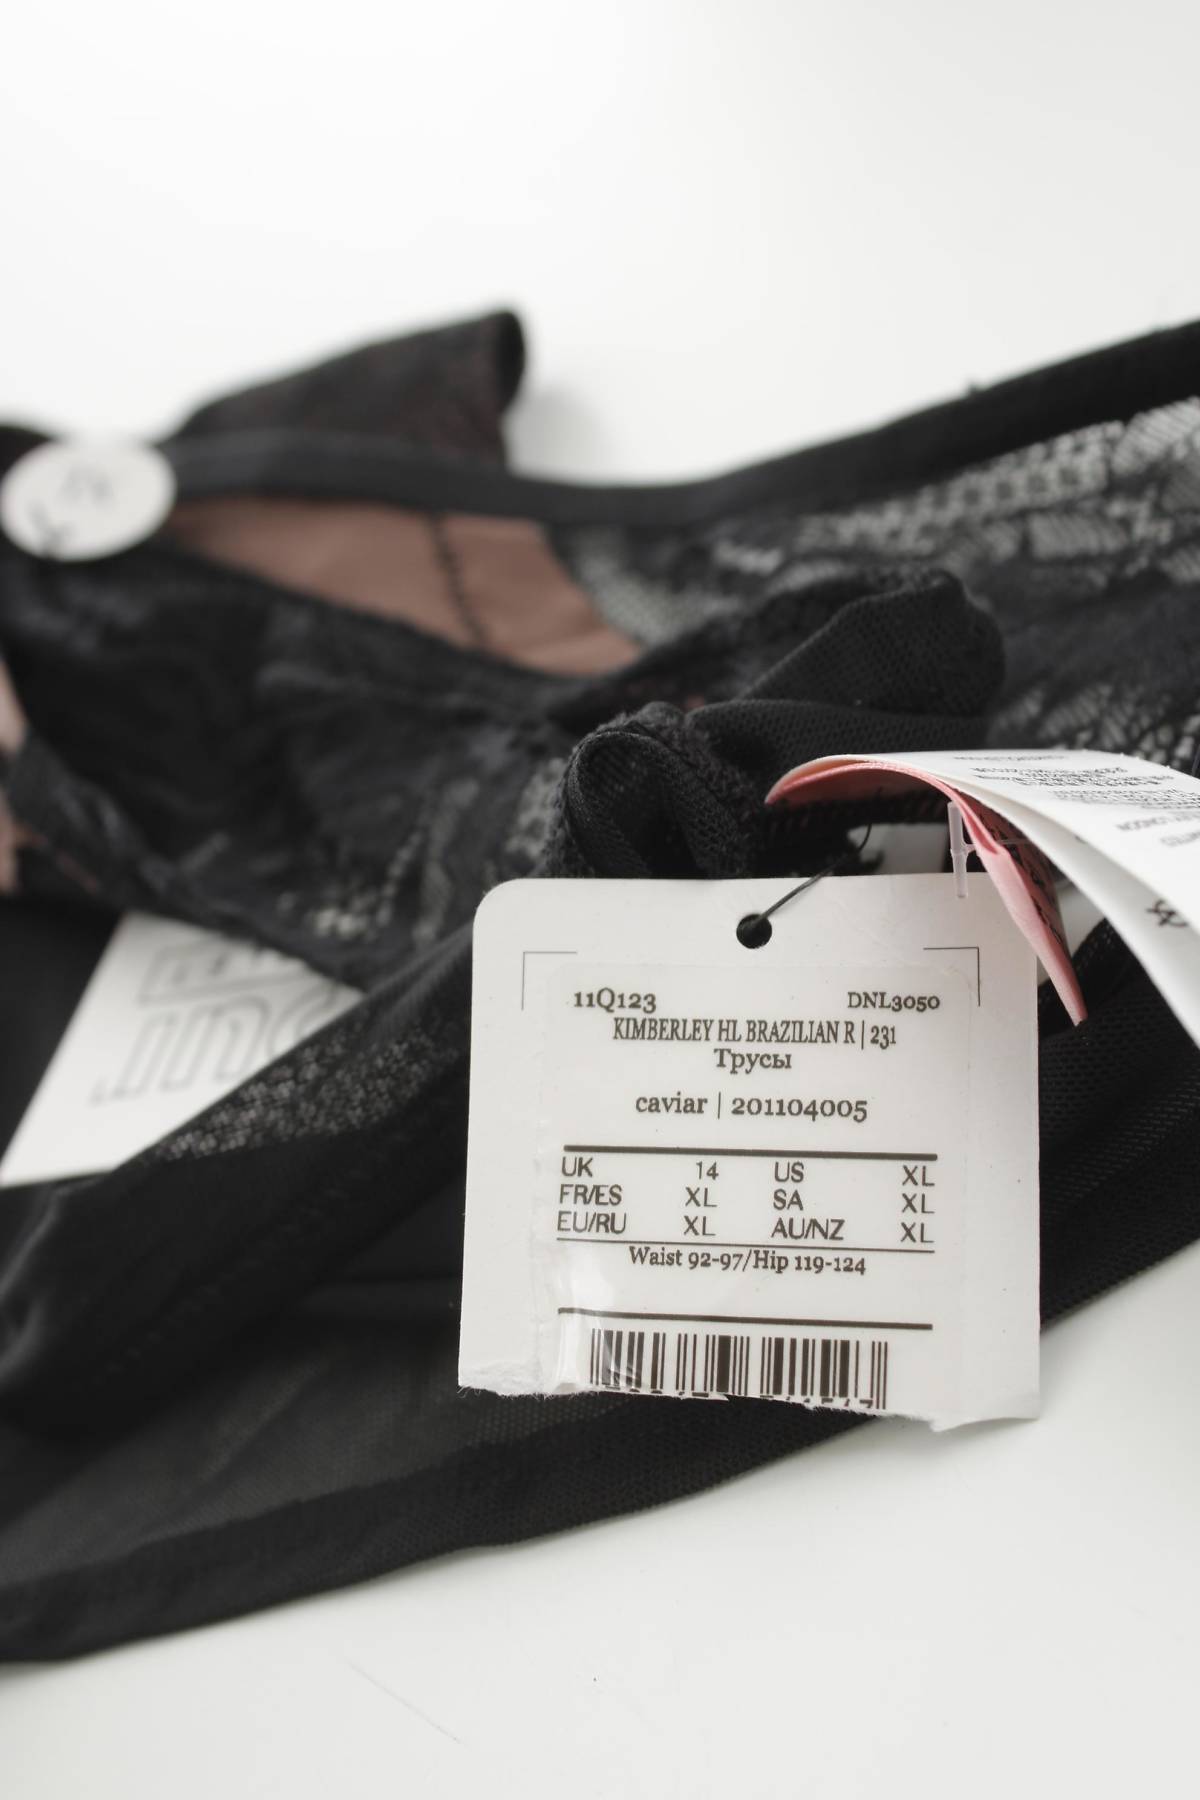 11Q123 DNL3050
KIMBERLEY HL BRAZILIAN R | 231
Трусы
caviar | 201104005
UK 14 US XL
FR/ES XL SA XL
EU/RU XL AU/NZ XL
Waist 92-97/Hip 119-124